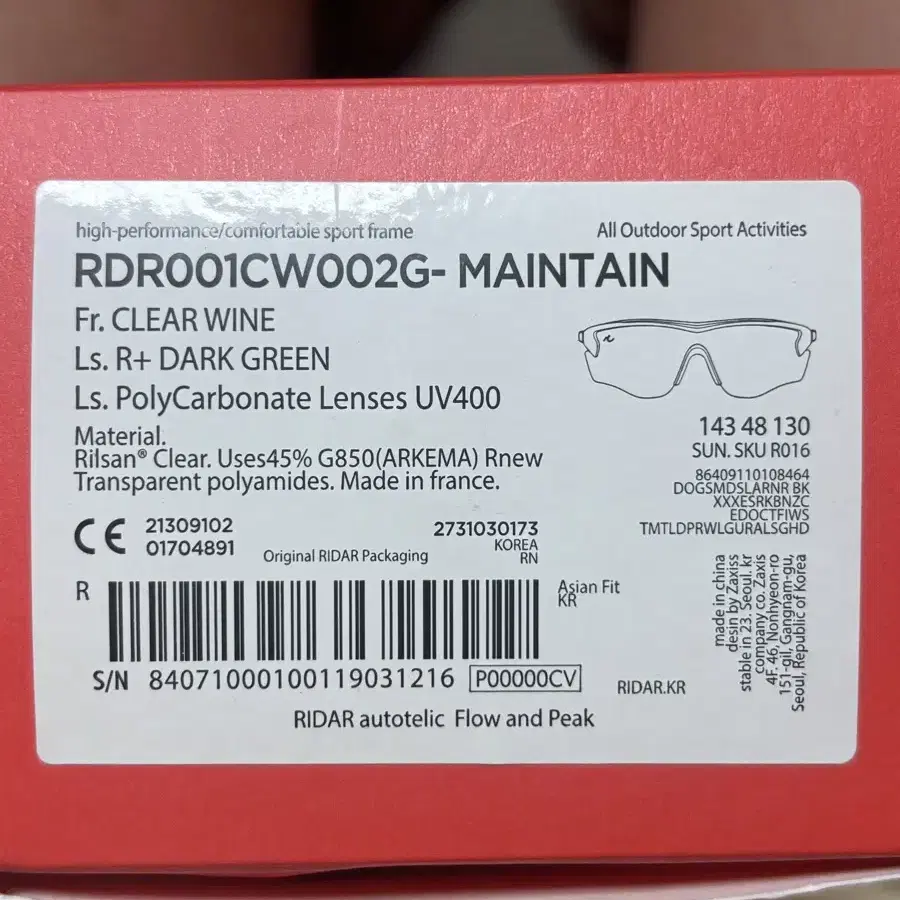 high-performance/comfortable sport frame
All Outdoor Sport Activities
RDR001CW002G- MAINTAIN
Fr. CLEAR WINE
Ls. R+ DARK GREEN
Ls. PolyCarbonate Lenses UV400
Material.
Rilsan® Clear. Uses45% G850(ARKEMA) Rnew
Transparent polyamides. Made in france.
143 48 130
SUN. SKU R016
86409110108464
DOGSMDSLARNR BK
XXXESRKBNZC
EDOCTFIWS
TMTLDPRWLGURALSGHD
CE
21309102
01704891
Original RIDAR Packaging
2731030173
KOREA
RN
R
Asian Fit
KR
S/N 84071000100119031216 P00000CV
RIDAR.KR
made in china
desin by Zaxiss
stable in 23. Seoul. kr
company co. Zaxis
4F. 46, Nonhyeon-ro
151-gil, Gangnam-gu,
Seoul, Republic of Korea
RIDAR autotelic Flow and Peak